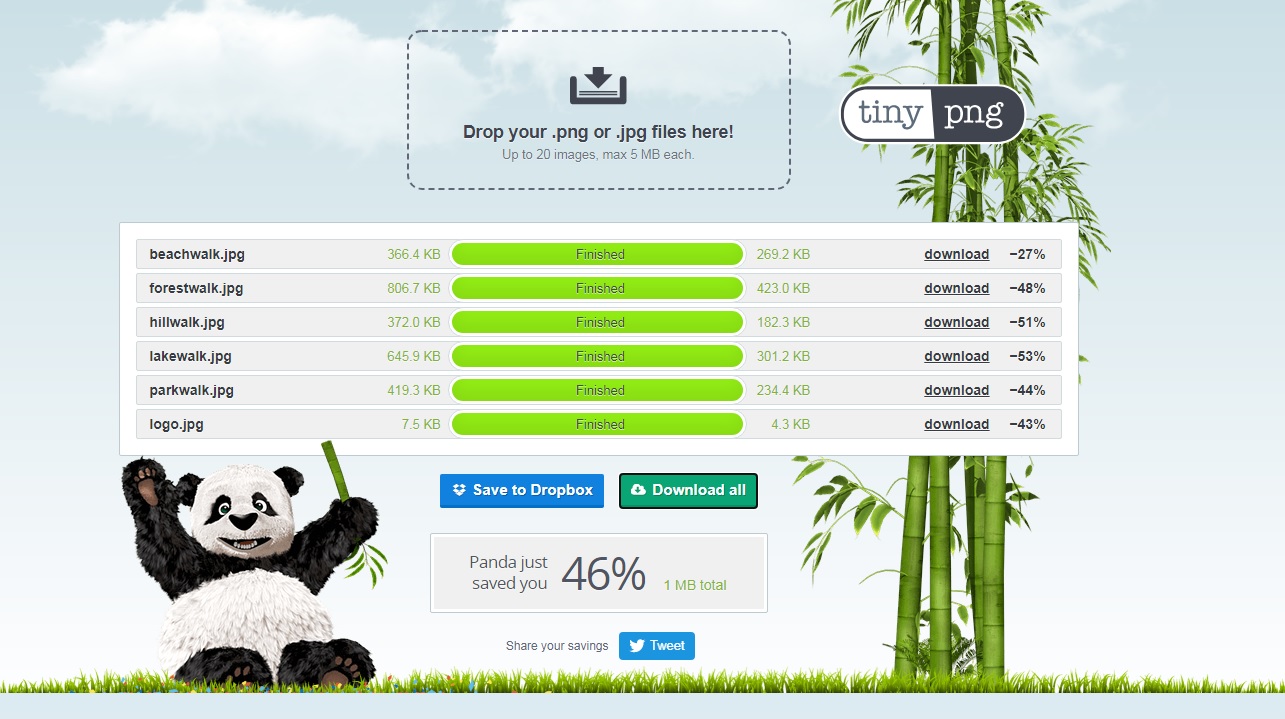 Drop your .png or .jpg files here!
Up to 20 images, max 5 MB each.
tiny png
beachwalk.jpg 366.4 KB Finished 269.2 KB download −27%
forestwalk.jpg 806.7 KB Finished 423.0 KB download −48%
hillwalk.jpg 372.0 KB Finished 182.3 KB download −51%
lakewalk.jpg 645.9 KB Finished 301.2 KB download −53%
parkwalk.jpg 419.3 KB Finished 234.4 KB download −44%
logo.jpg 7.5 KB Finished 4.3 KB download −43%
Save to Dropbox Download all
Panda just
saved you 46% 1 MB total
Share your savings Tweet